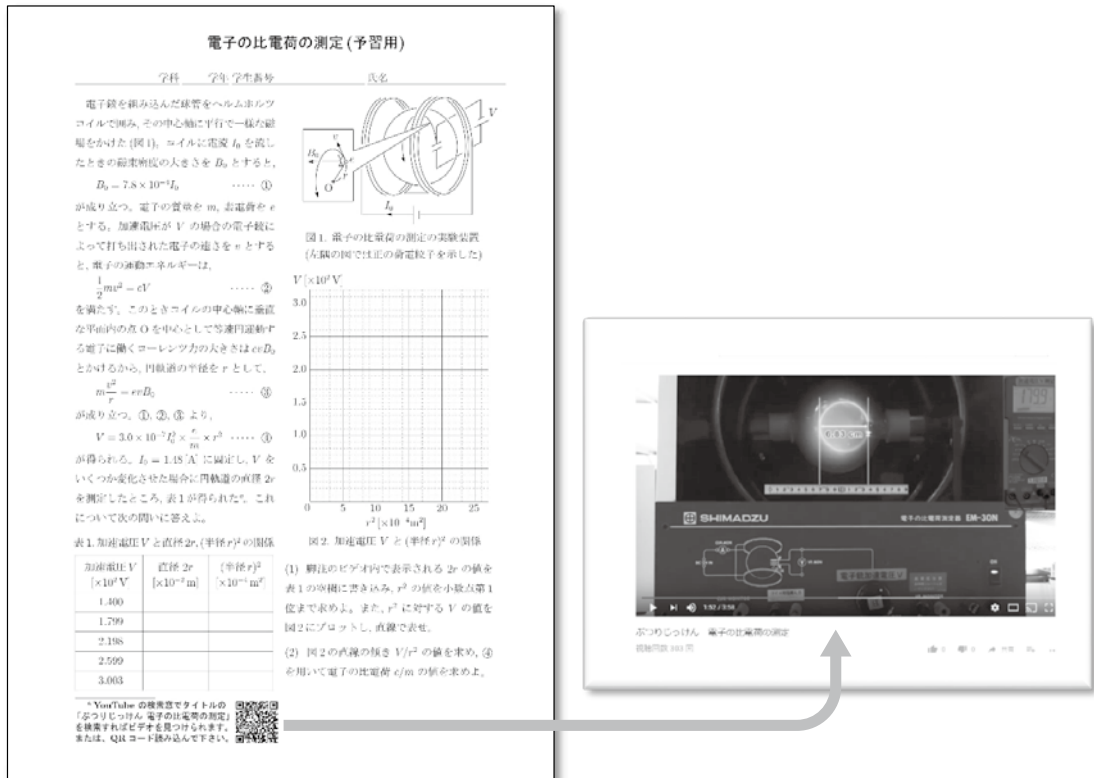 電子の比電荷の測定(予習用)
学科 学年 学生番号 氏名
電子銃を組み込んだ球管をヘルムホルツ
コイルで囲み,その中心軸に平行で一様な磁
場をかけた(図1)。コイルに電流 I₀ を流し
たときの磁束密度の大きさを B₀ とすると,
B₀ = 7.8 × 10⁻⁴I₀ ····· ①
が成り立つ。電子の質量を m, 素電荷を e
とする。加速電圧が V の場合の電子銃に
よって打ち出された電子の速さを v とする
と,電子の運動エネルギーは,
1/2 mv² = eV ····· ②
を満たす。このときコイルの中心軸に垂直
な平面内の点 O を中心として等速円運動す
る電子に働くローレンツ力の大きさは evB₀
とかけるから,円軌道の半径を r として,
m v²/r = evB₀ ····· ③
が成り立つ。①, ②, ③ より,
V = 3.0 × 10⁻⁷I₀² × e/m × r² ····· ④
が得られる。I₀ = 1.48 [A] に固定し, V を
いくつか変化させた場合に円軌道の直径 2r
を測定したところ,表1が得られた*。これ
について次の問いに答えよ。
表1. 加速電圧 V と直径 2r, (半径 r)² の関係
加速電圧 V 直径 2r (半径 r)²
[×10² V] [×10⁻² m] [×10⁻⁴ m²]
1.400
1.799
2.198
2.599
3.003
* YouTube の検索窓でタイトルの
「ぶつりじっけん 電子の比電荷の測定」
を検索すればビデオを見つけられます。
または、QR コード読み込んで下さい。
V
v
B₀
e
r
O
I₀
図1. 電子の比電荷の測定の実験装置
(左隅の図では正の荷電粒子を示した)
V [×10² V]
3.0
2.5
2.0
1.5
1.0
0.5
0 5 10 15 20 25
r² [×10⁻⁴m²]
図2. 加速電圧 V と (半径 r)² の関係
(1) 脚注のビデオ内で表示される 2r の値を
表1の空欄に書き込み, r² の値を小数点第1
位まで求めよ。また, r² に対する V の値を
図2にプロットし,直線で表せ。
(2) 図2の直線の傾き V/r² の値を求め, ④
を用いて電子の比電荷 e/m の値を求めよ。
1799
SHIMADZU
電子の比電荷測定器 EM-30N
電子銃加速電圧V
1:52 / 3:58
ぶつりじっけん 電子の比電荷の測定
視聴回数
共有